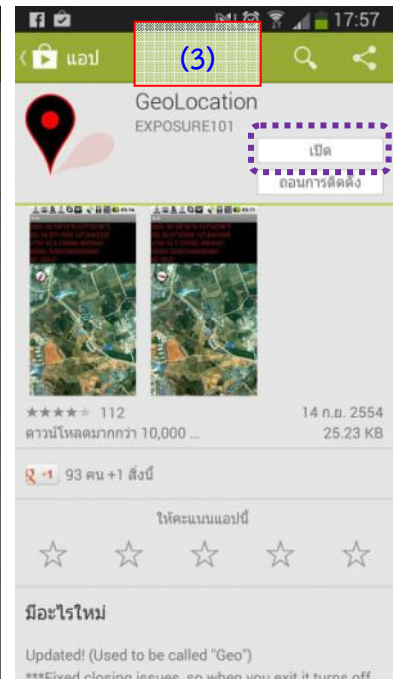 17:57
แอป
(3)
GeoLocation
EXPOSURE101
เปิด
ถอนการติดตั้ง
★★★★★ 112
14 ก.ย. 2554
ดาวน์โหลดมากกว่า 10,000 ...
25.23 KB
+1 93 คน +1 สิ่งนี้
ให้คะแนนแอปนี้
มีอะไรใหม่
Updated! (Used to be called "Geo")
***Fixed closing issues, so when you exit it turns off